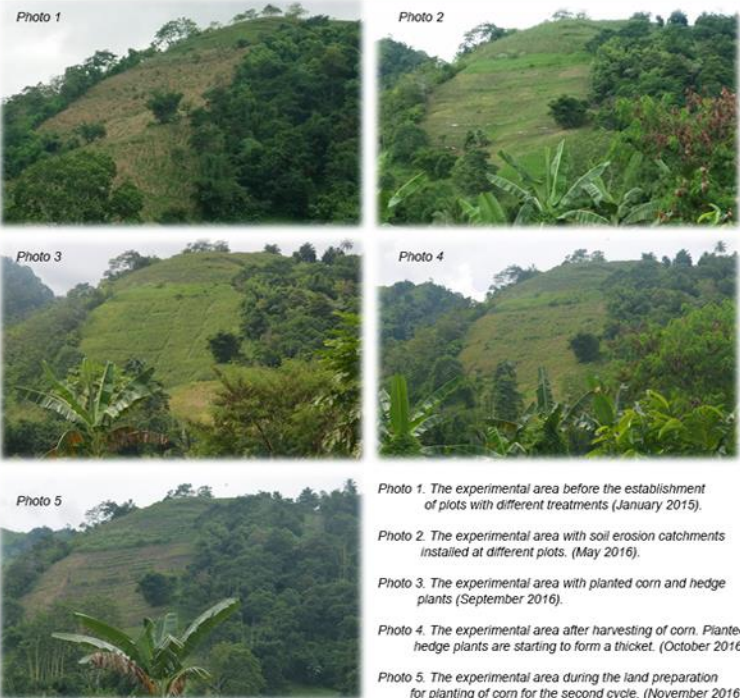 Photo 1
Photo 2
Photo 3
Photo 4
Photo 5
Photo 1. The experimental area before the establishment
of plots with different treatments (January 2015).
Photo 2. The experimental area with soil erosion catchments
installed at different plots. (May 2016).
Photo 3. The experimental area with planted corn and hedge
plants (September 2016).
Photo 4. The experimental area after harvesting of corn. Planted
hedge plants are starting to form a thicket. (October 2016
Photo 5. The experimental area during the land preparation
for planting of corn for the second cycle. (November 2016